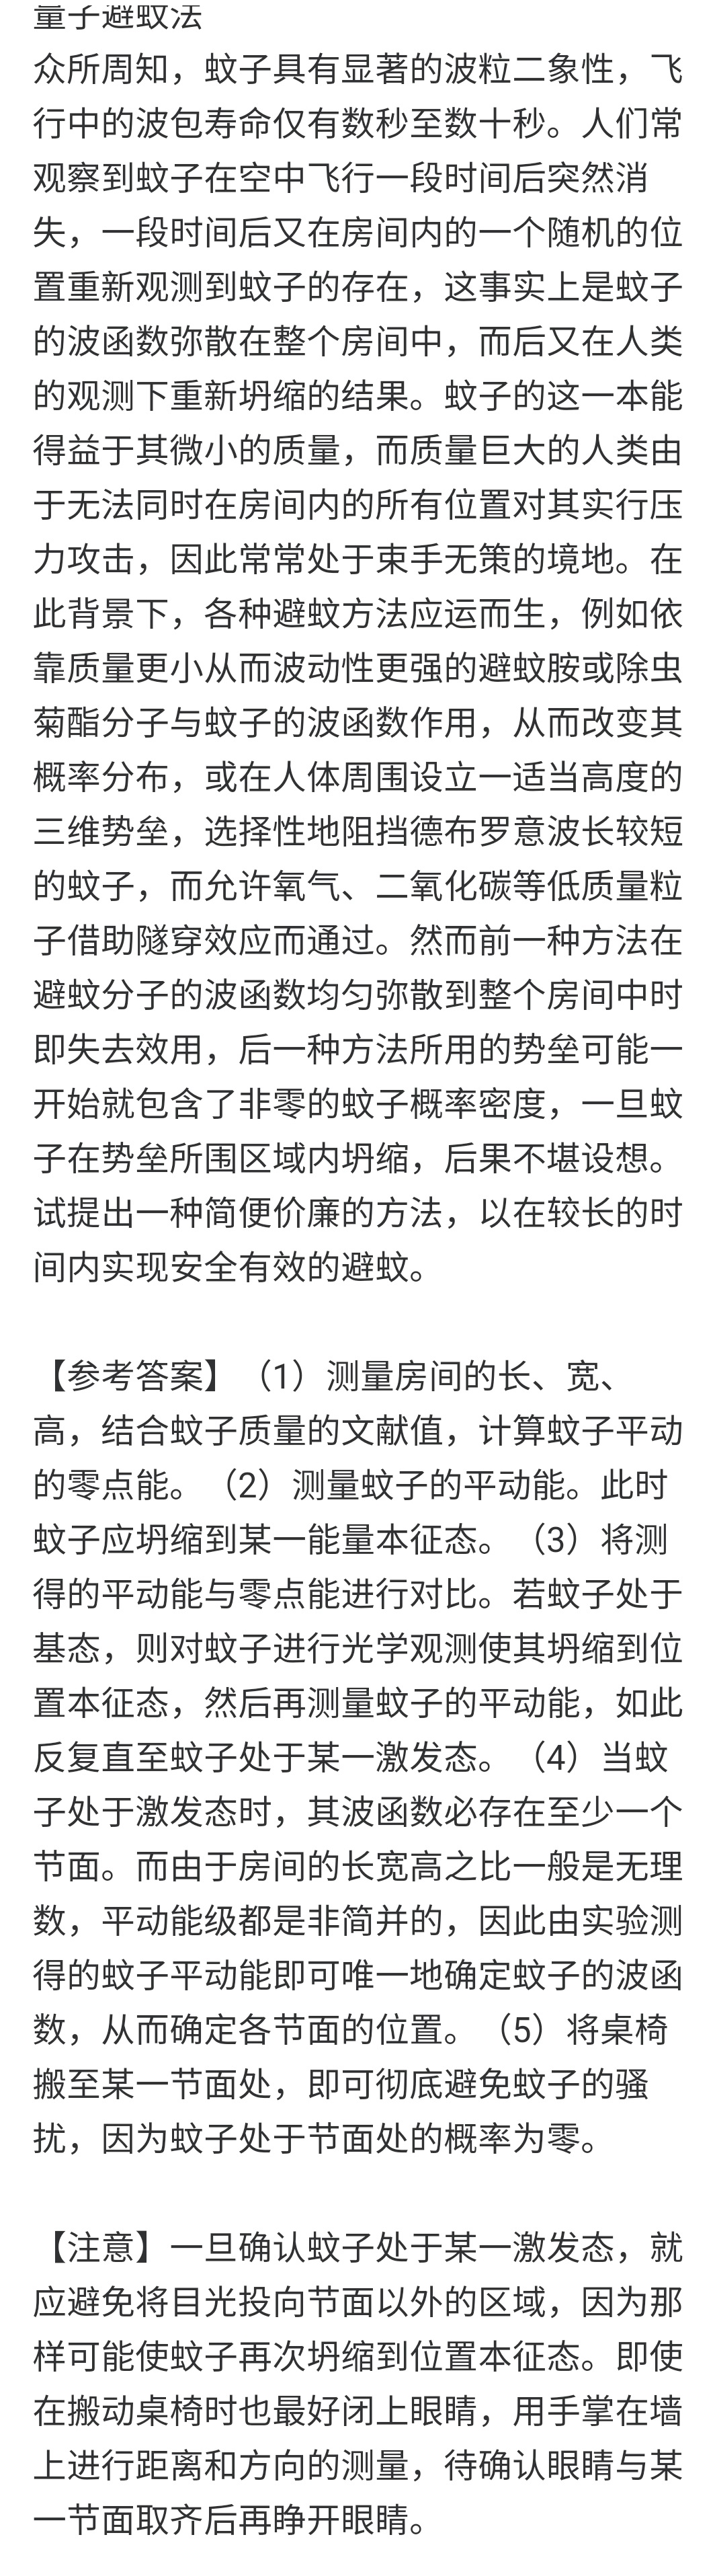 量子避蚊法
众所周知，蚊子具有显著的波粒二象性，飞
行中的波包寿命仅有数秒至数十秒。人们常
观察到蚊子在空中飞行一段时间后突然消
失，一段时间后又在房间内的一个随机的位
置重新观测到蚊子的存在，这事实上是蚊子
的波函数弥散在整个房间中，而后又在人类
的观测下重新坍缩的结果。蚊子的这一本能
得益于其微小的质量，而质量巨大的人类由
于无法同时在房间内的所有位置对其实行压
力攻击，因此常常处于束手无策的境地。在
此背景下，各种避蚊方法应运而生，例如依
靠质量更小从而波动性更强的避蚊胺或除虫
菊酯分子与蚊子的波函数作用，从而改变其
概率分布，或在人体周围设立一适当高度的
三维势垒，选择性地阻挡德布罗意波长较短
的蚊子，而允许氧气、二氧化碳等低质量粒
子借助隧穿效应而通过。然而前一种方法在
避蚊分子的波函数均匀弥散到整个房间中时
即失去效用，后一种方法所用的势垒可能一
开始就包含了非零的蚊子概率密度，一旦蚊
子在势垒所围区域内坍缩，后果不堪设想。
试提出一种简便价廉的方法，以在较长的时
间内实现安全有效的避蚊。
【参考答案】（1）测量房间的长、宽、
高，结合蚊子质量的文献值，计算蚊子平动
的零点能。（2）测量蚊子的平动能。此时
蚊子应坍缩到某一能量本征态。（3）将测
得的平动能与零点能进行对比。若蚊子处于
基态，则对蚊子进行光学观测使其坍缩到位
置本征态，然后再测量蚊子的平动能，如此
反复直至蚊子处于某一激发态。（4）当蚊
子处于激发态时，其波函数必存在至少一个
节面。而由于房间的长宽高之比一般是无理
数，平动能级都是非简并的，因此由实验测
得的蚊子平动能即可唯一地确定蚊子的波函
数，从而确定各节面的位置。（5）将桌椅
搬至某一节面处，即可彻底避免蚊子的骚
扰，因为蚊子处于节面处的概率为零。
【注意】一旦确认蚊子处于某一激发态，就
应避免将目光投向节面以外的区域，因为那
样可能使蚊子再次坍缩到位置本征态。即使
在搬动桌椅时也最好闭上眼睛，用手掌在墙
上进行距离和方向的测量，待确认眼睛与某
一节面取齐后再睁开眼睛。